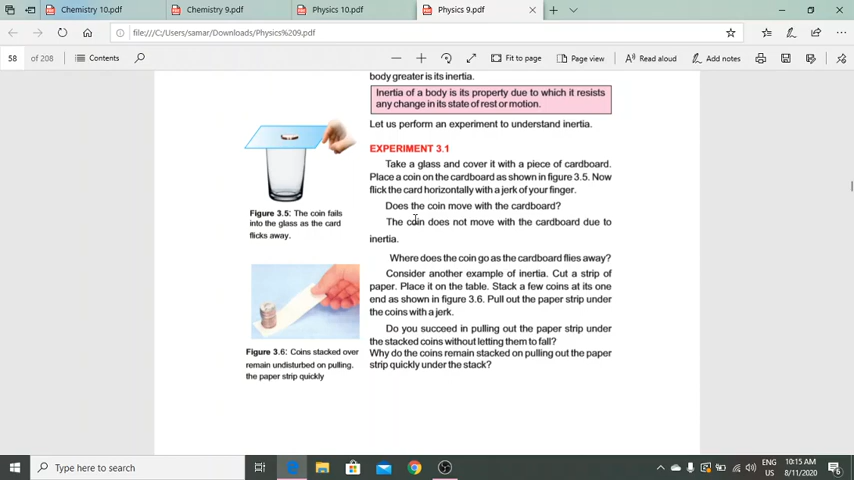 Chemistry 10.pdf
Chemistry 9.pdf
Physics 10.pdf
Physics 9.pdf
file:///C:/Users/samar/Downloads/Physics%209.pdf
58 of 208
Contents
Fit to page
Page view
Read aloud
Add notes
body greater is its inertia.
Inertia of a body is its property due to which it resists
any change in its state of rest or motion.
Let us perform an experiment to understand inertia.
EXPERIMENT 3.1
Take a glass and cover it with a piece of cardboard.
Place a coin on the cardboard as shown in figure 3.5. Now
flick the card horizontally with a jerk of your finger.
Does the coin move with the cardboard?
The coin does not move with the cardboard due to
inertia.
Where does the coin go as the cardboard flies away?
Consider another example of inertia. Cut a strip of
paper. Place it on the table. Stack a few coins at its one
end as shown in figure 3.6. Pull out the paper strip under
the coins with a jerk.
Do you succeed in pulling out the paper strip under
the stacked coins without letting them to fall?
Why do the coins remain stacked on pulling out the paper
strip quickly under the stack?
Figure 3.5: The coin falls
into the glass as the card
flicks away.
Figure 3.6: Coins stacked over
remain undisturbed on pulling.
the paper strip quickly
Type here to search
ENG
US
10:15 AM
8/11/2020